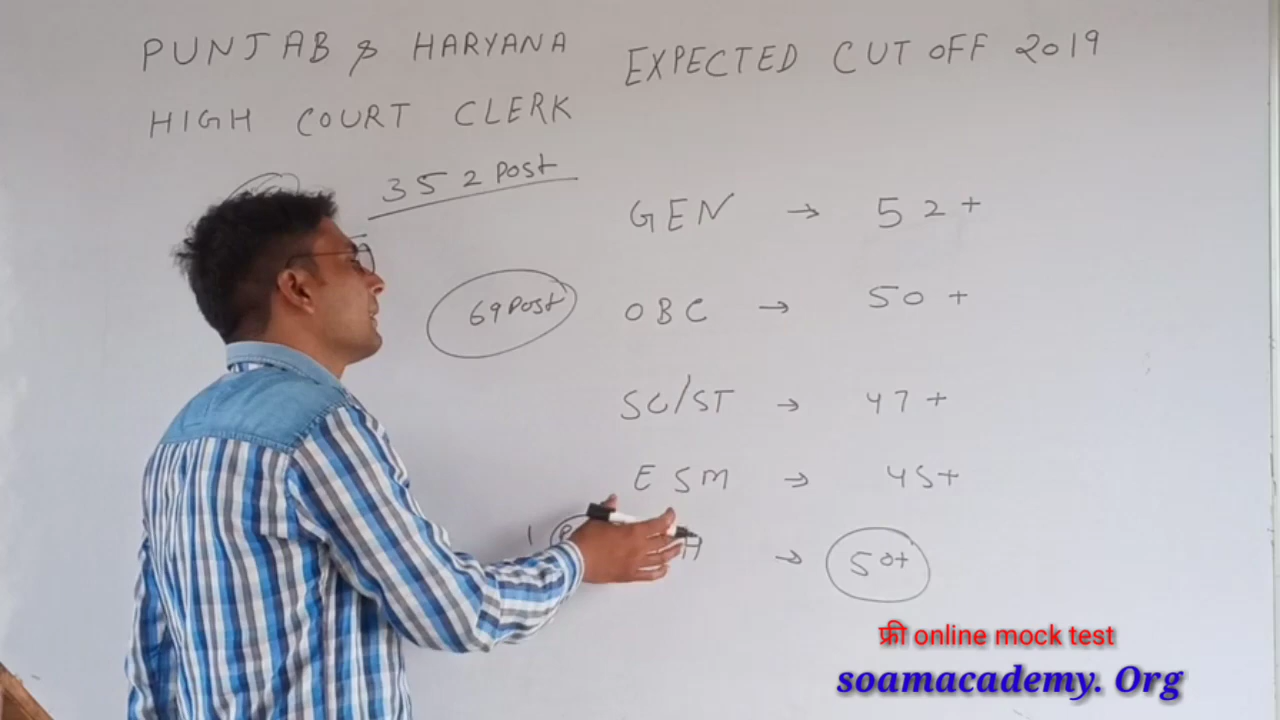 PUNJAB & HARYANA
HIGH COURT CLERK
EXPECTED CUT OFF 2019
352 Post
GEN → 52+
69 Post
OBC → 50+
SC/ST → 47+
ESM → 45+
1
H → 50+
फ्री online mock test
soamacademy. Org